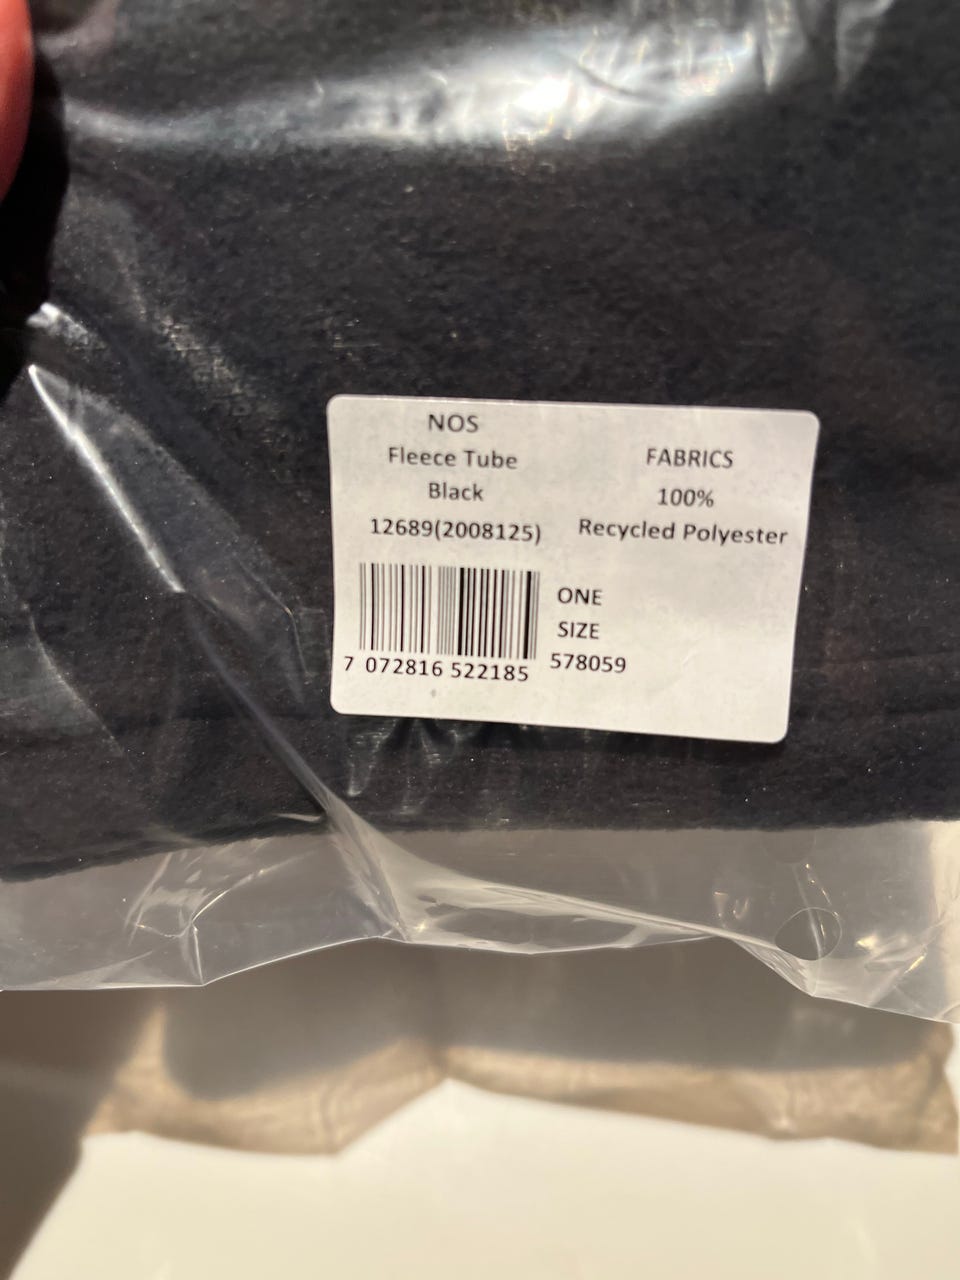 NOS
Fleece Tube
Black
12689(2008125)
FABRICS
100%
Recycled Polyester
7 072816 522185
ONE
SIZE
578059